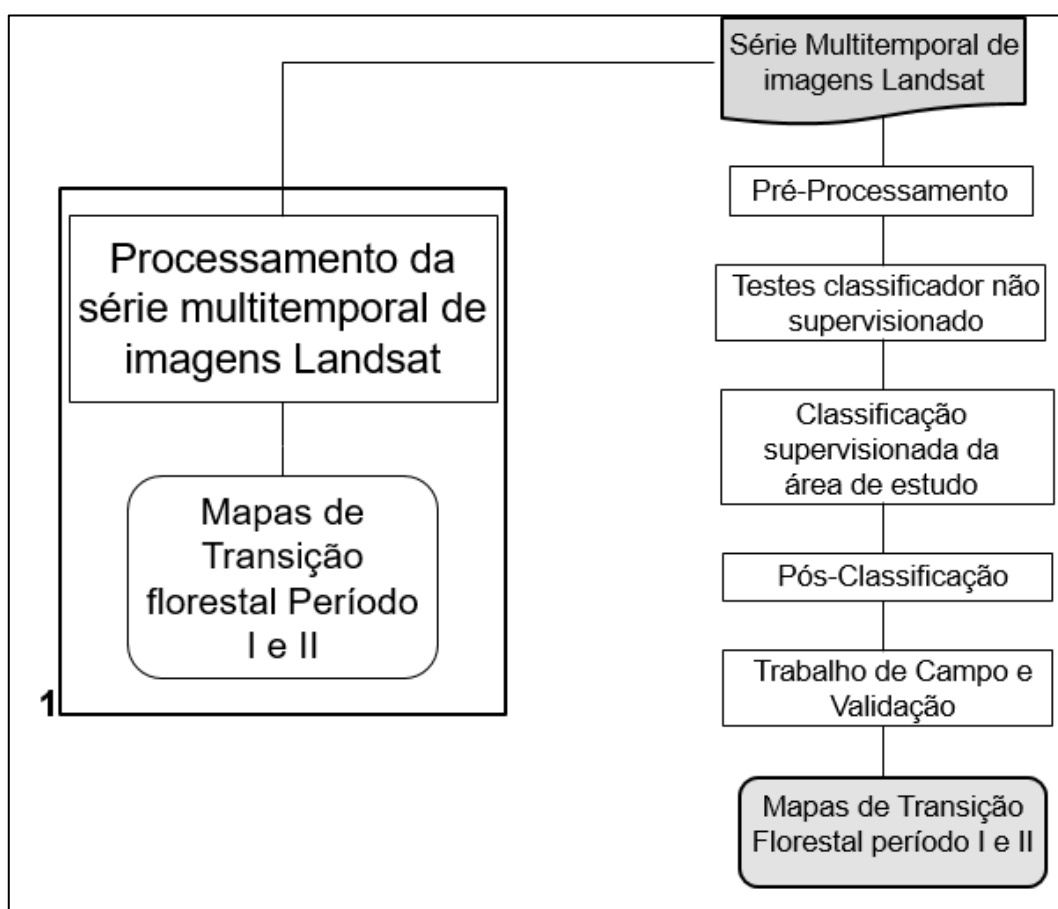 Processamento da
série multitemporal de
imagens Landsat
Mapas de
Transição
florestal Período
I e II
1
Série Multitemporal de
imagens Landsat
Pré-Processamento
Testes classificador não
supervisionado
Classificação
supervisionada da
área de estudo
Pós-Classificação
Trabalho de Campo e
Validação
Mapas de Transição
Florestal período I e II